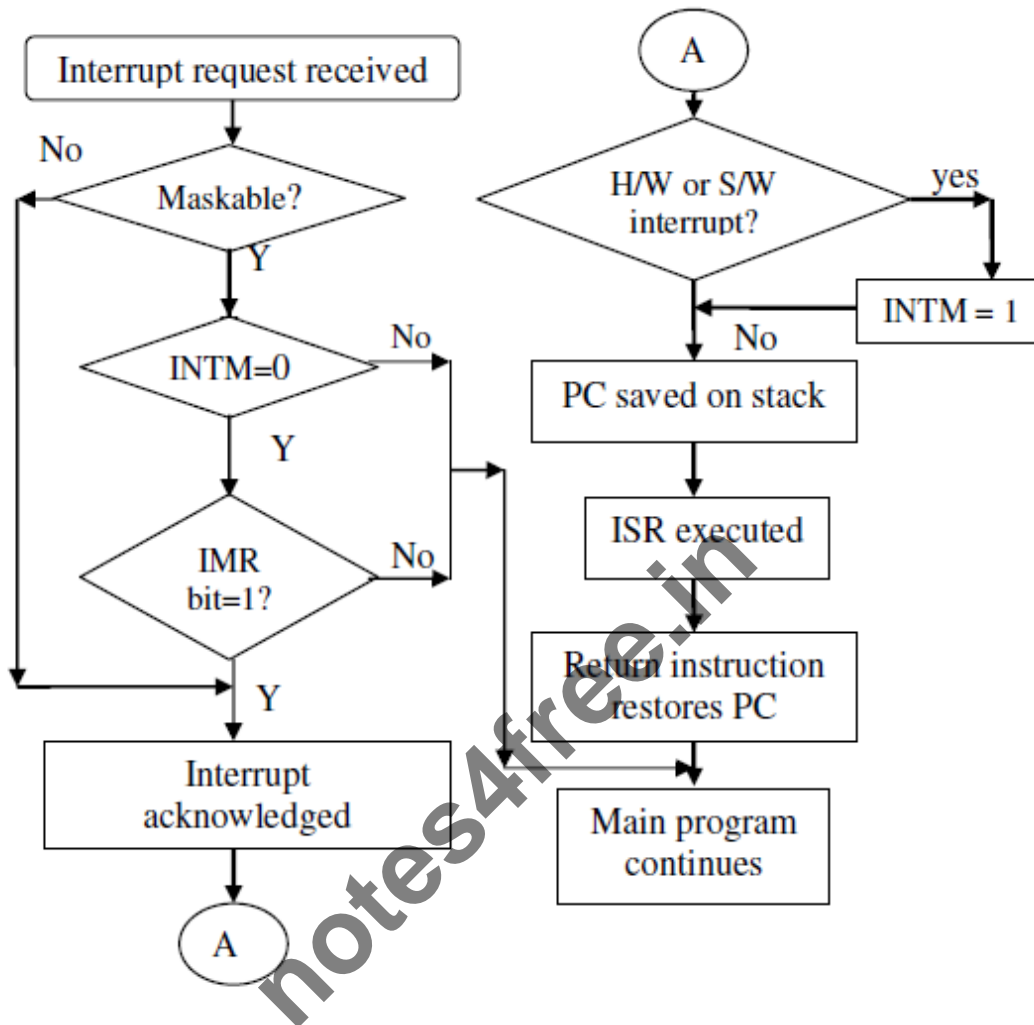 Interrupt request received
No
Maskable?
Y
INTM=0
No
Y
IMR
bit=1?
No
Y
Interrupt
acknowledged
A
A
H/W or S/W
interrupt?
yes
INTM = 1
No
PC saved on stack
ISR executed
Return instruction
restores PC
Main program
continues
notes4free.in